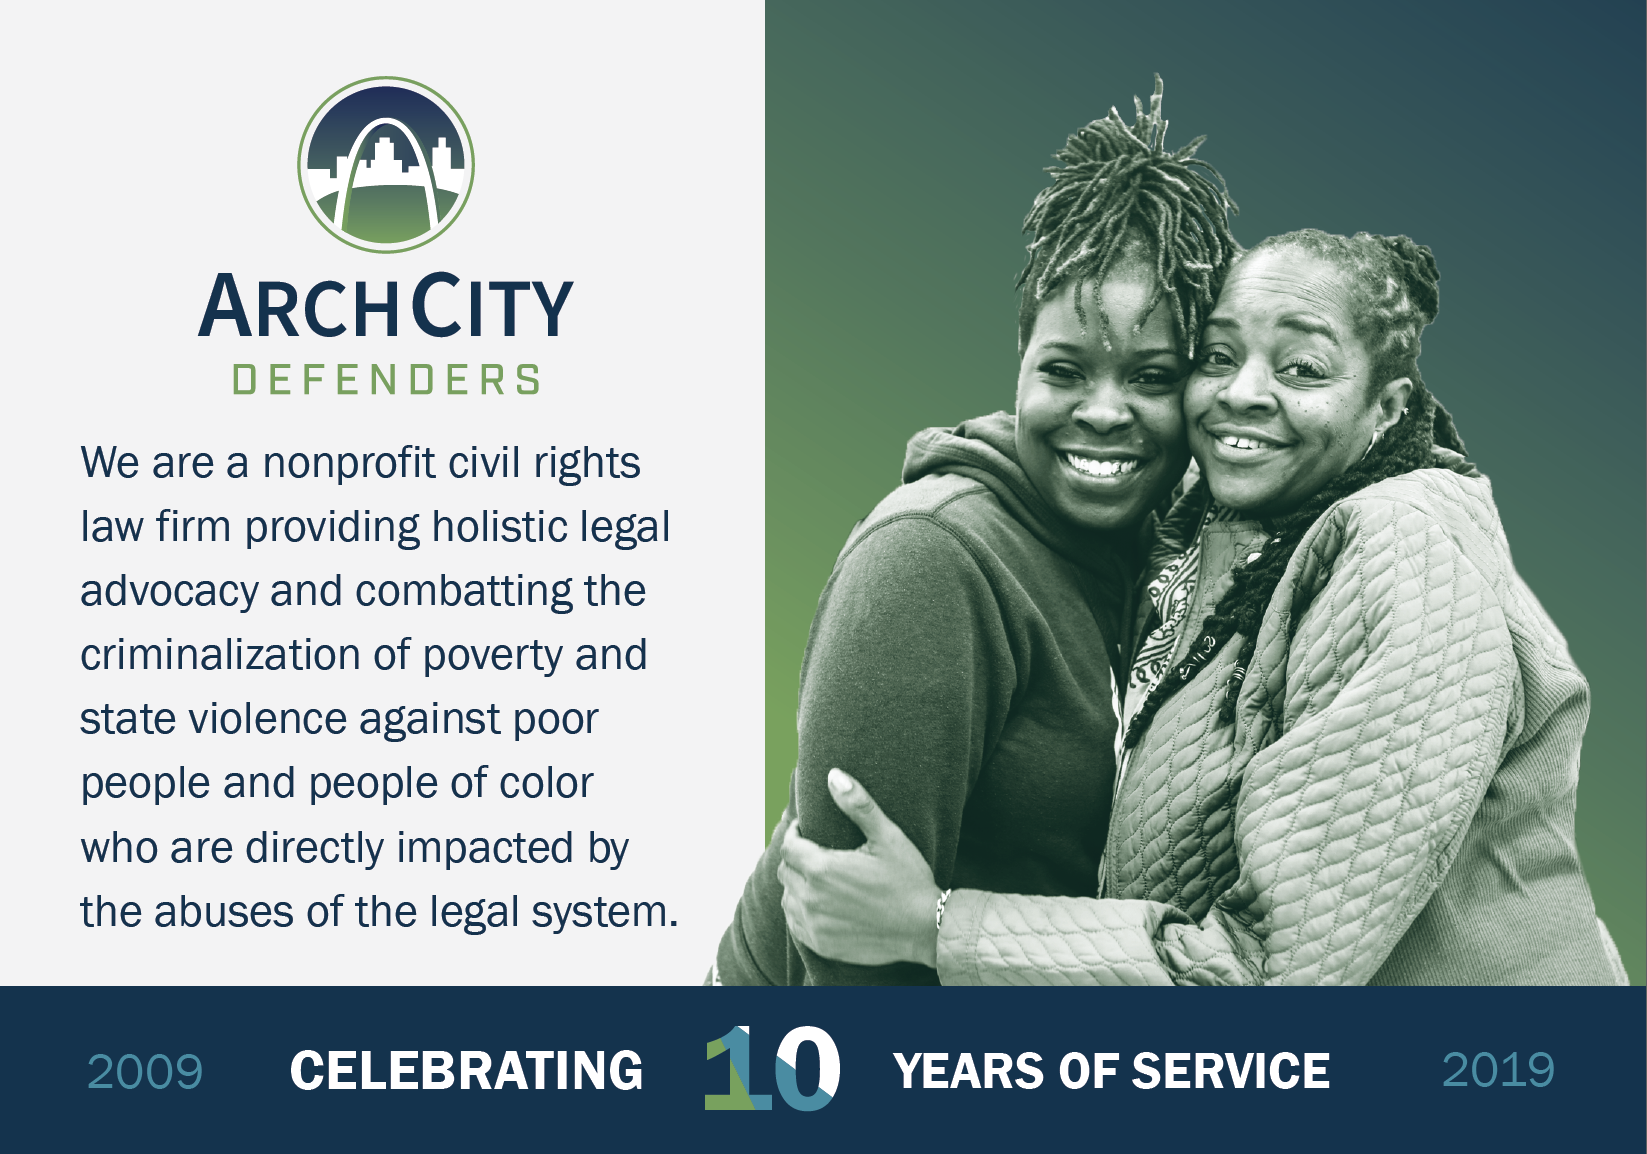 ARCHCITY
DEFENDERS
We are a nonprofit civil rights
law firm providing holistic legal
advocacy and combatting the
criminalization of poverty and
state violence against poor
people and people of color
who are directly impacted by
the abuses of the legal system.
2009 CELEBRATING 10 YEARS OF SERVICE 2019